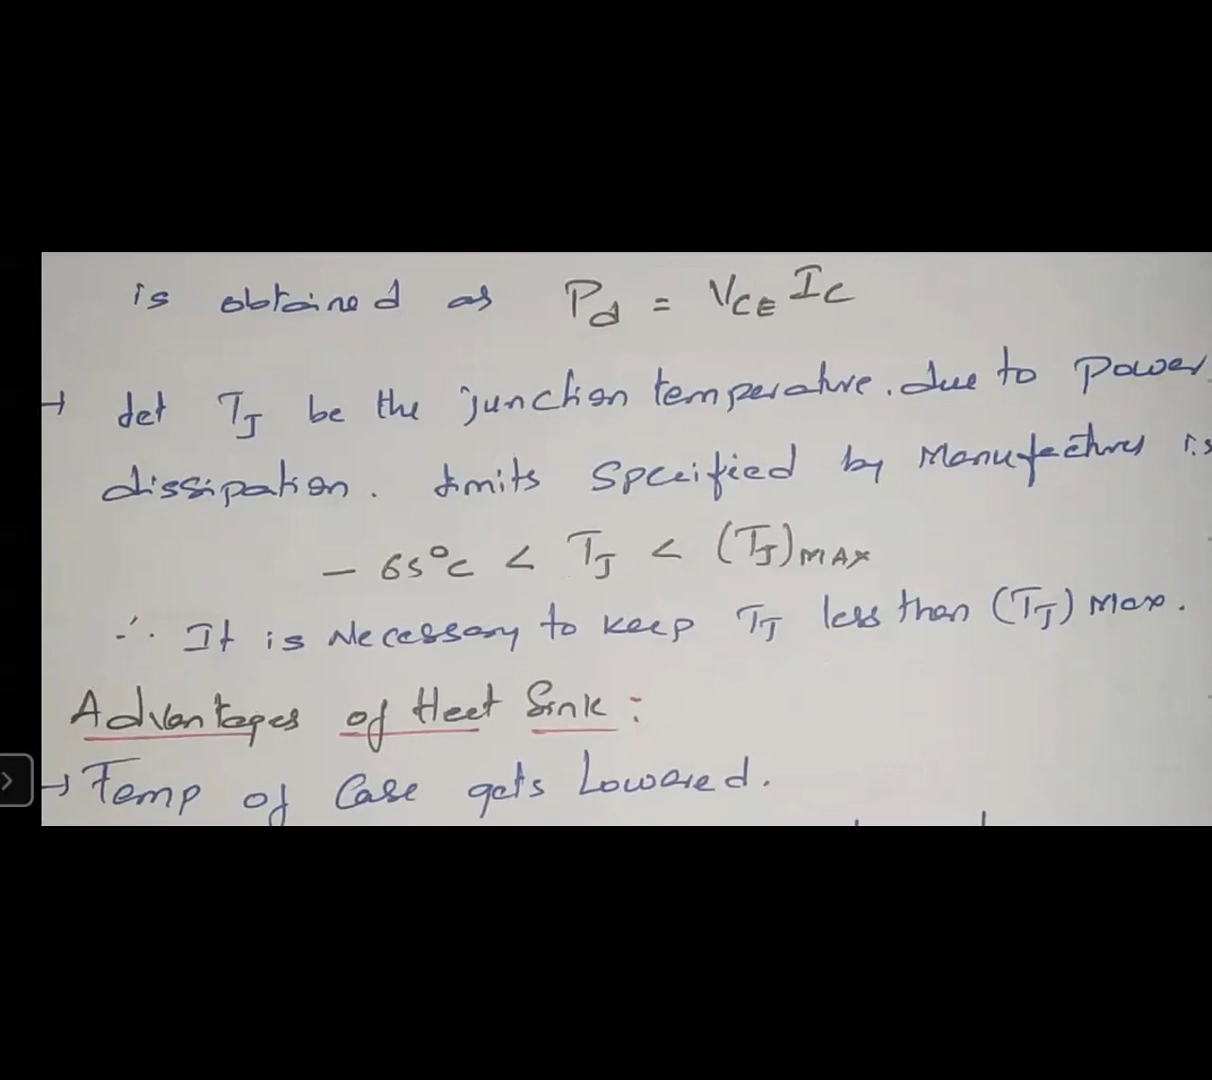 is obtained as Pd = VCE IC
→ Let TJ be the junction temperature. due to Power
dissipation. Limits Specified by Manufactures is
– 65°C < TJ < (TJ)MAX
∴ It is Necessary to keep TJ less than (TJ) Max.
Advantages of Heat Sink :
→ Temp of Case gets Lowered.